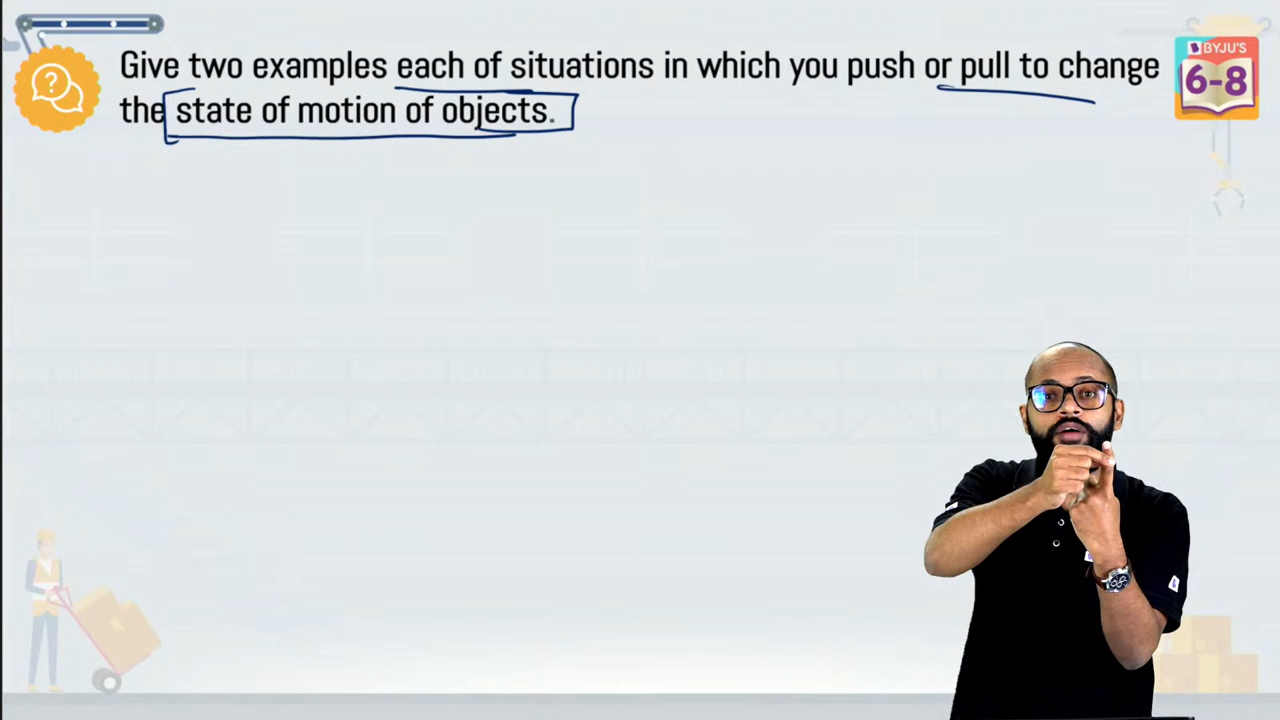 Give two examples each of situations in which you push or pull to change
the state of motion of objects.
BYJU'S
6-8